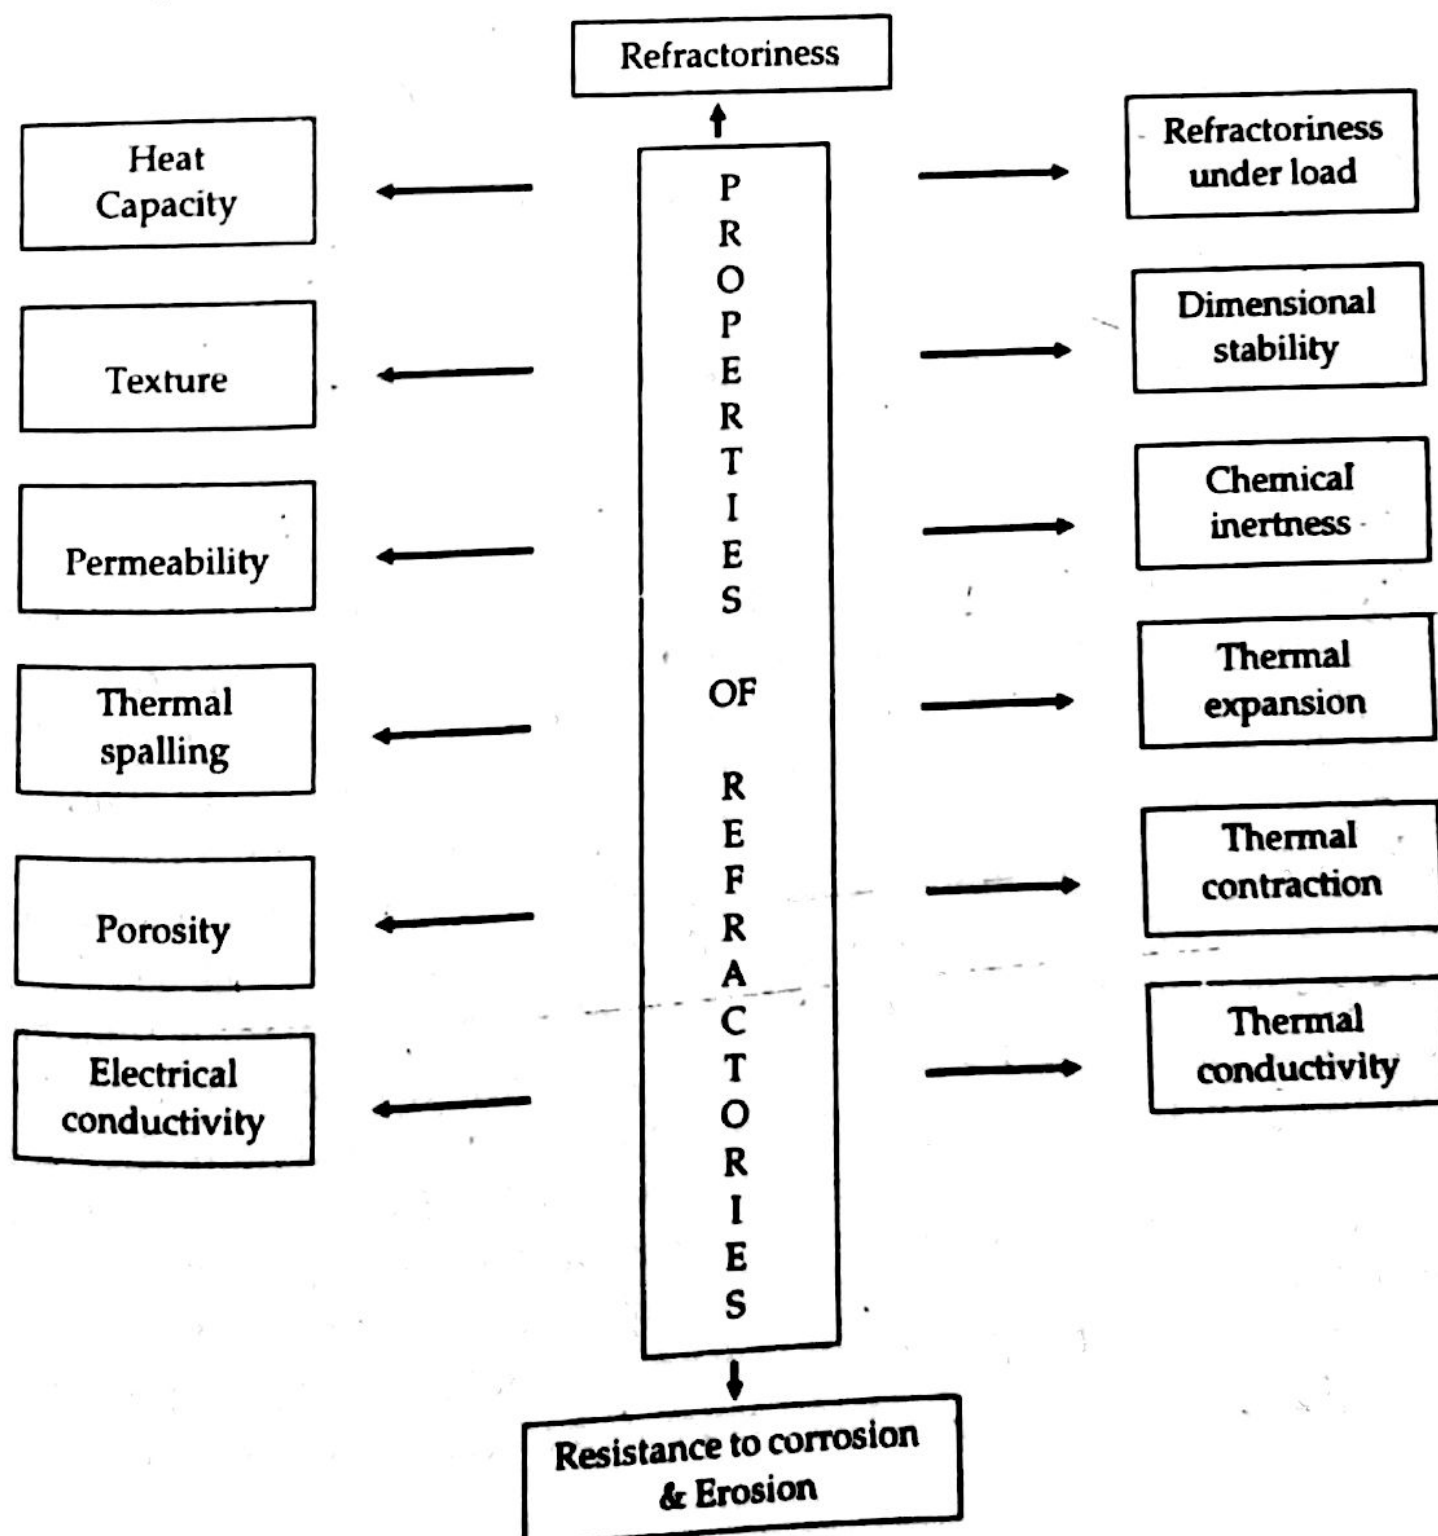 Refractoriness
Heat
Capacity
Texture
Permeability
Thermal
spalling
Porosity
Electrical
conductivity
P
R
O
P
E
R
T
I
E
S
OF
R
E
F
R
A
C
T
O
R
I
E
S
Refractoriness
under load
Dimensional
stability
Chemical
inertness
Thermal
expansion
Thermal
contraction
Thermal
conductivity
Resistance to corrosion
& Erosion